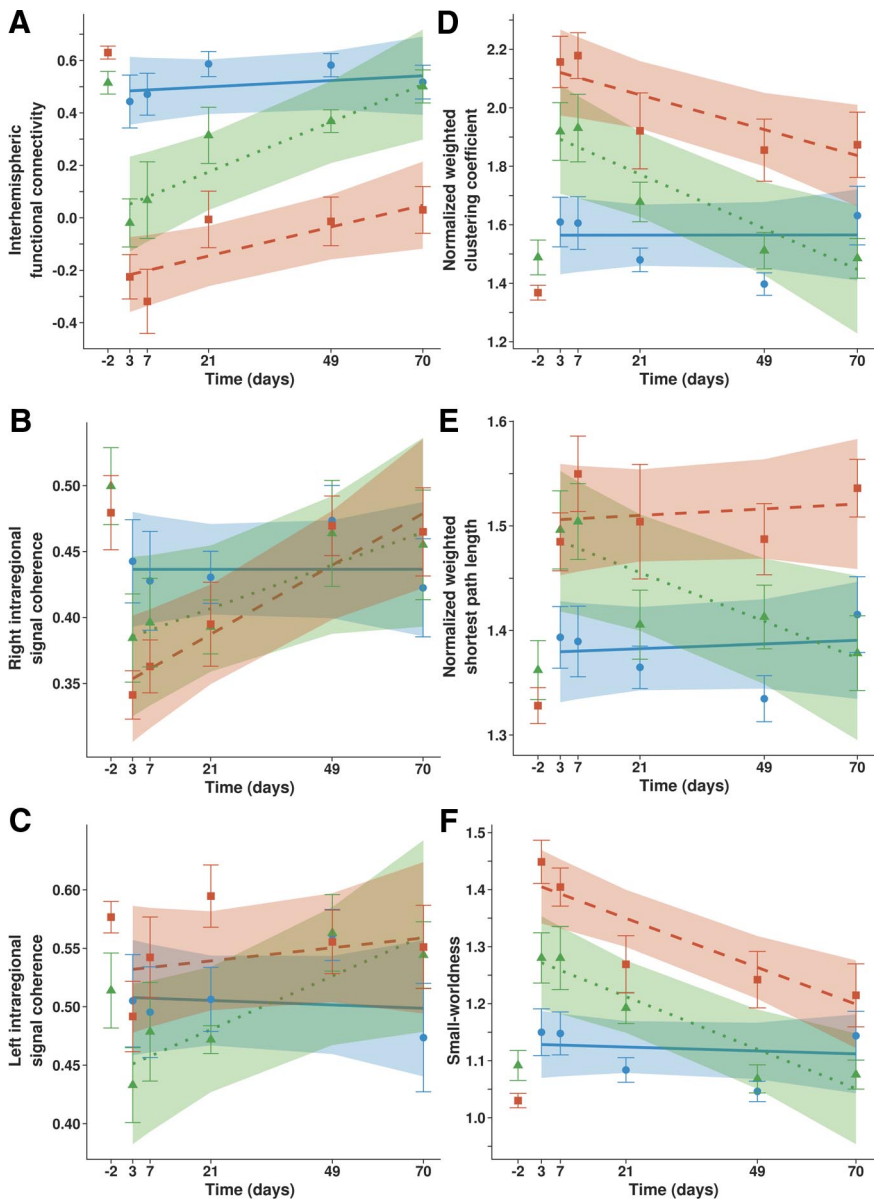 A
Interhemispheric
functional connectivity
0.6
0.4
0.2
0.0
-0.2
-0.4
-2 3 7 21 49 70
Time (days)
D
Normalized weighted
clustering coefficient
2.2
2.0
1.8
1.6
1.4
1.2
-2 3 7 21 49 70
Time (days)
B
Right intraregional
signal coherence
0.50
0.45
0.40
0.35
-2 3 7 21 49 70
Time (days)
E
Normalized weighted
shortest path length
1.6
1.5
1.4
1.3
-2 3 7 21 49 70
Time (days)
C
Left intraregional
signal coherence
0.60
0.55
0.50
0.45
0.40
-2 3 7 21 49 70
Time (days)
F
Small-worldness
1.5
1.4
1.3
1.2
1.1
1.0
-2 3 7 21 49 70
Time (days)